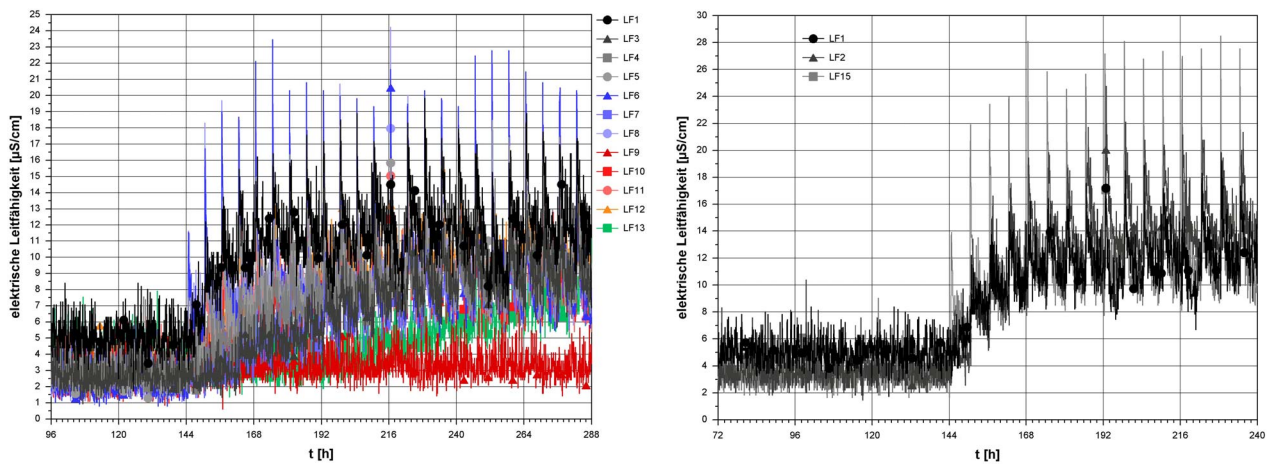 elektrische Leitfähigkeit [µS/cm]
25
24
23
22
21
20
19
18
17
16
15
14
13
12
11
10
9
8
7
6
5
4
3
2
1
0
96 120 144 168 192 216 240 264 288
t [h]
LF1
LF3
LF4
LF5
LF6
LF7
LF8
LF9
LF10
LF11
LF12
LF13
elektrische Leitfähigkeit [µS/cm]
30
28
26
24
22
20
18
16
14
12
10
8
6
4
2
0
72 96 120 144 168 192 216 240
t [h]
LF1
LF2
LF15